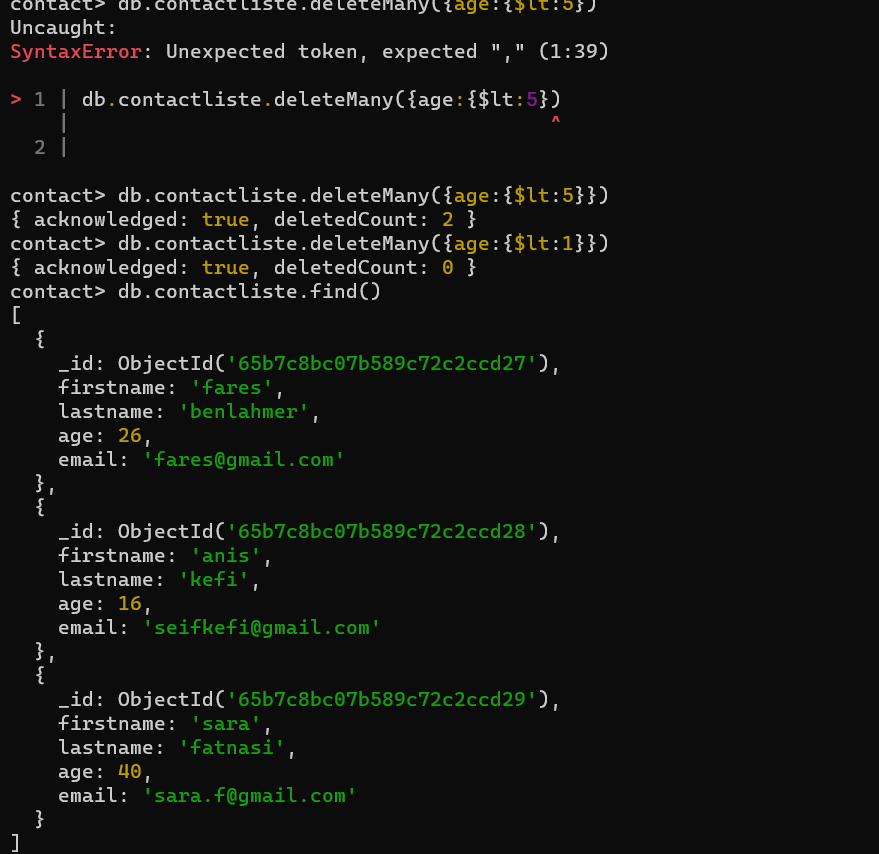 contact> db.contactliste.deleteMany({age:{$lt:5})
Uncaught:
SyntaxError: Unexpected token, expected "," (1:39)
> 1 | db.contactliste.deleteMany({age:{$lt:5})
    |                                        ^
  2 |
contact> db.contactliste.deleteMany({age:{$lt:5}})
{ acknowledged: true, deletedCount: 2 }
contact> db.contactliste.deleteMany({age:{$lt:1}})
{ acknowledged: true, deletedCount: 0 }
contact> db.contactliste.find()
[
  {
    _id: ObjectId('65b7c8bc07b589c72c2ccd27'),
    firstname: 'fares',
    lastname: 'benlahmer',
    age: 26,
    email: 'fares@gmail.com'
  },
  {
    _id: ObjectId('65b7c8bc07b589c72c2ccd28'),
    firstname: 'anis',
    lastname: 'kefi',
    age: 16,
    email: 'seifkefi@gmail.com'
  },
  {
    _id: ObjectId('65b7c8bc07b589c72c2ccd29'),
    firstname: 'sara',
    lastname: 'fatnasi',
    age: 40,
    email: 'sara.f@gmail.com'
  }
]